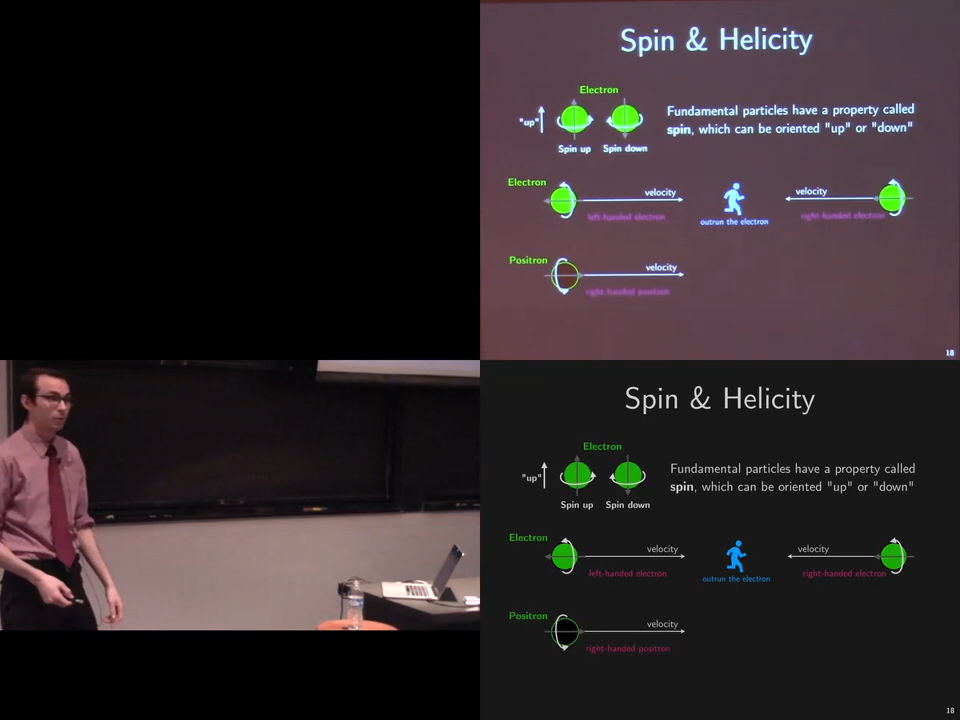 Spin & Helicity
Electron
"up"
Spin up
Spin down
Fundamental particles have a property called
spin, which can be oriented "up" or "down"
Electron
velocity
left-handed electron
outrun the electron
velocity
right-handed electron
Positron
velocity
right-handed positron
18
Spin & Helicity
Electron
"up"
Spin up
Spin down
Fundamental particles have a property called
spin, which can be oriented "up" or "down"
Electron
velocity
left-handed electron
outrun the electron
velocity
right-handed electron
Positron
velocity
right-handed positron
18